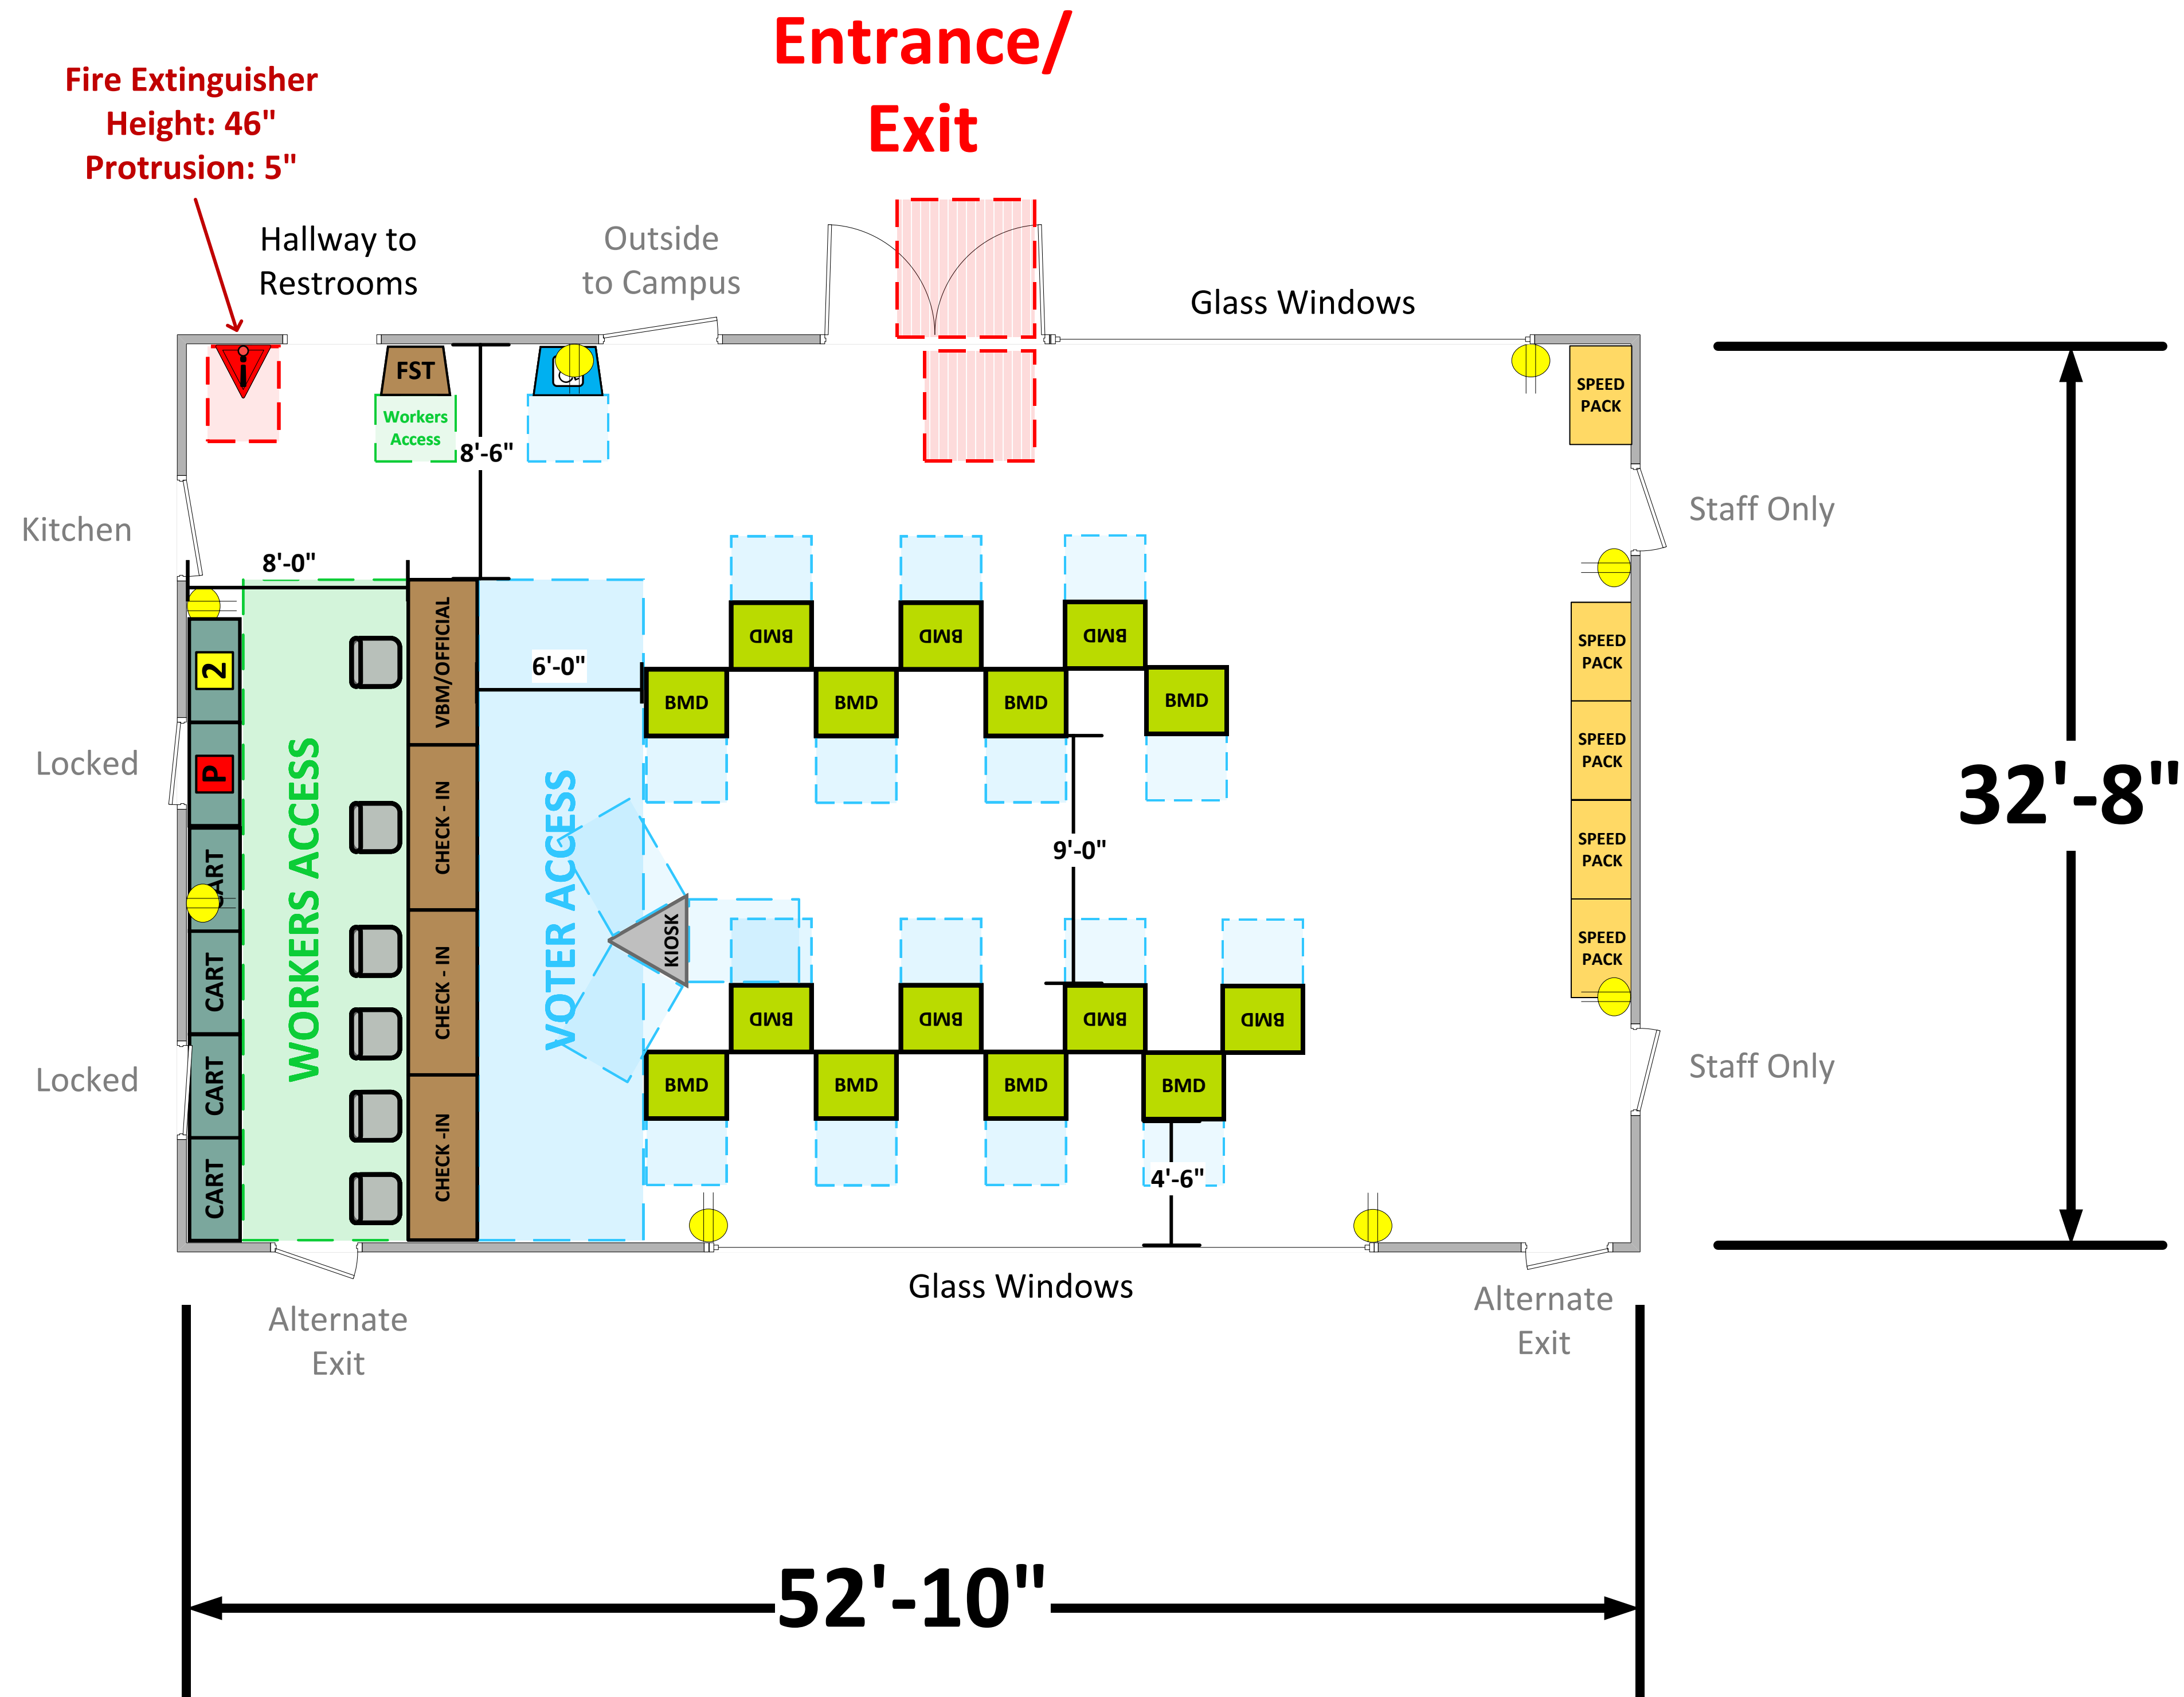 Entrance/
Exit
Fire Extinguisher
Height: 46"
Protrusion: 5"
Hallway to
Restrooms
Outside
to Campus
Glass Windows
FST
Workers
Access
8'-6"
SPEED
PACK
Kitchen
Staff Only
8'-0"
VBM/OFFICIAL
6'-0"
BMD
BMD
BMD
BMD
BMD
BMD
BMD
SPEED
PACK
2
P
Locked
WORKERS ACCESS
CHECK - IN
VOTER ACCESS
9'-0"
SPEED
PACK
32'-8"
CART
SPEED
PACK
KIOSK
SPEED
PACK
CART
CHECK - IN
BMD
BMD
BMD
BMD
BMD
BMD
BMD
BMD
Locked
CART
Staff Only
CART
CHECK -IN
4'-6"
Glass Windows
Alternate
Exit
Alternate
Exit
52'-10"